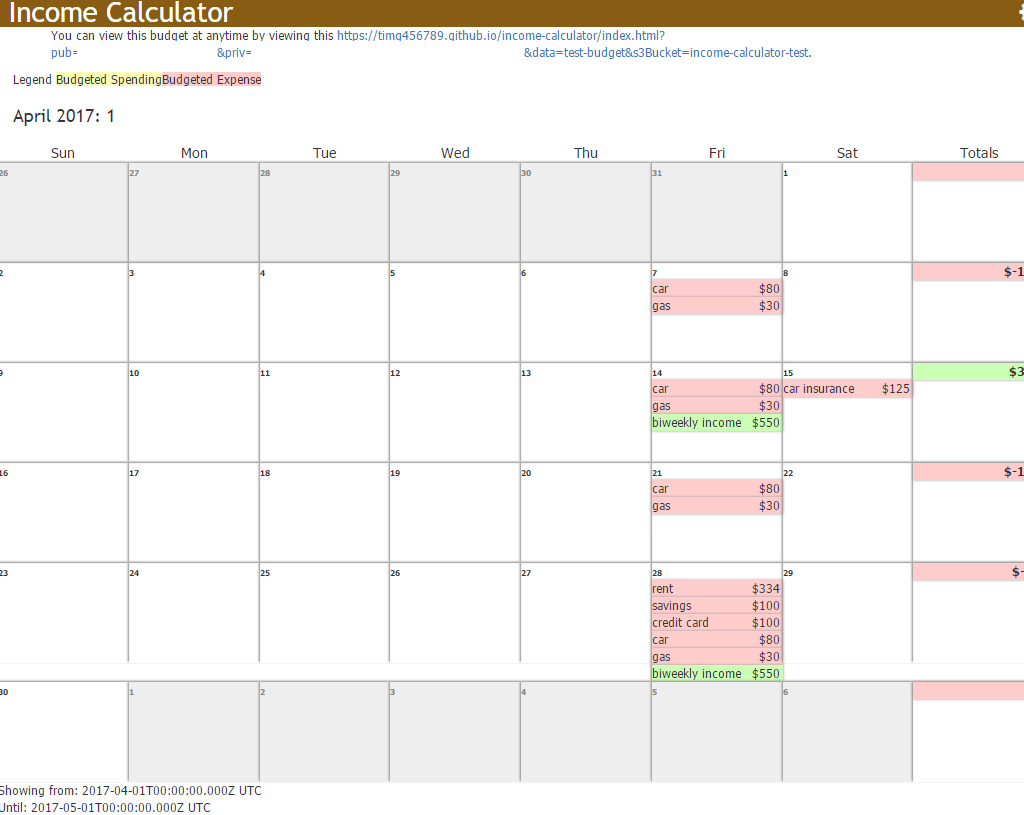 Income Calculator
You can view this budget at anytime by viewing this https://timg456789.github.io/income-calculator/index.html?
pub= &priv= &data=test-budget&s3Bucket=income-calculator-test.
Legend Budgeted SpendingBudgeted Expense
April 2017: 1
Sun Mon Tue Wed Thu Fri Sat Totals
26 27 28 29 30 31 1
2 3 4 5 6 7 8 $-1
car $80
gas $30
9 10 11 12 13 14 15 $3
car $80 car insurance $125
gas $30
biweekly income $550
16 17 18 19 20 21 22 $-1
car $80
gas $30
23 24 25 26 27 28 29 $-
rent $334
savings $100
credit card $100
car $80
gas $30
biweekly income $550
30 1 2 3 4 5 6
Showing from: 2017-04-01T00:00:00.000Z UTC
Until: 2017-05-01T00:00:00.000Z UTC